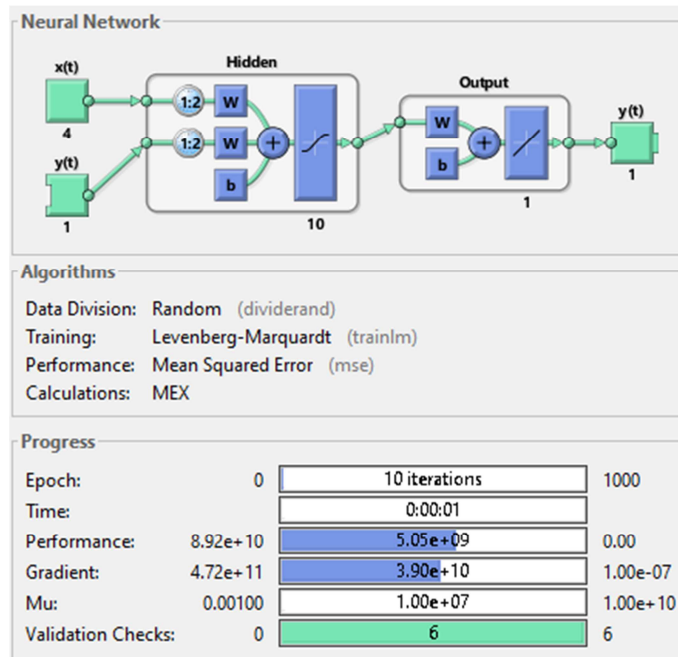 Neural Network
x(t)
4
y(t)
1
Hidden
1:2 W
1:2 W
+
b
10
Output
W
+
b
1
y(t)
1
Algorithms
Data Division: Random (dividerand)
Training: Levenberg-Marquardt (trainlm)
Performance: Mean Squared Error (mse)
Calculations: MEX
Progress
Epoch: 0 10 iterations 1000
Time: 0:00:01
Performance: 8.92e+10 5.05e+09 0.00
Gradient: 4.72e+11 3.90e+10 1.00e-07
Mu: 0.00100 1.00e+07 1.00e+10
Validation Checks: 0 6 6